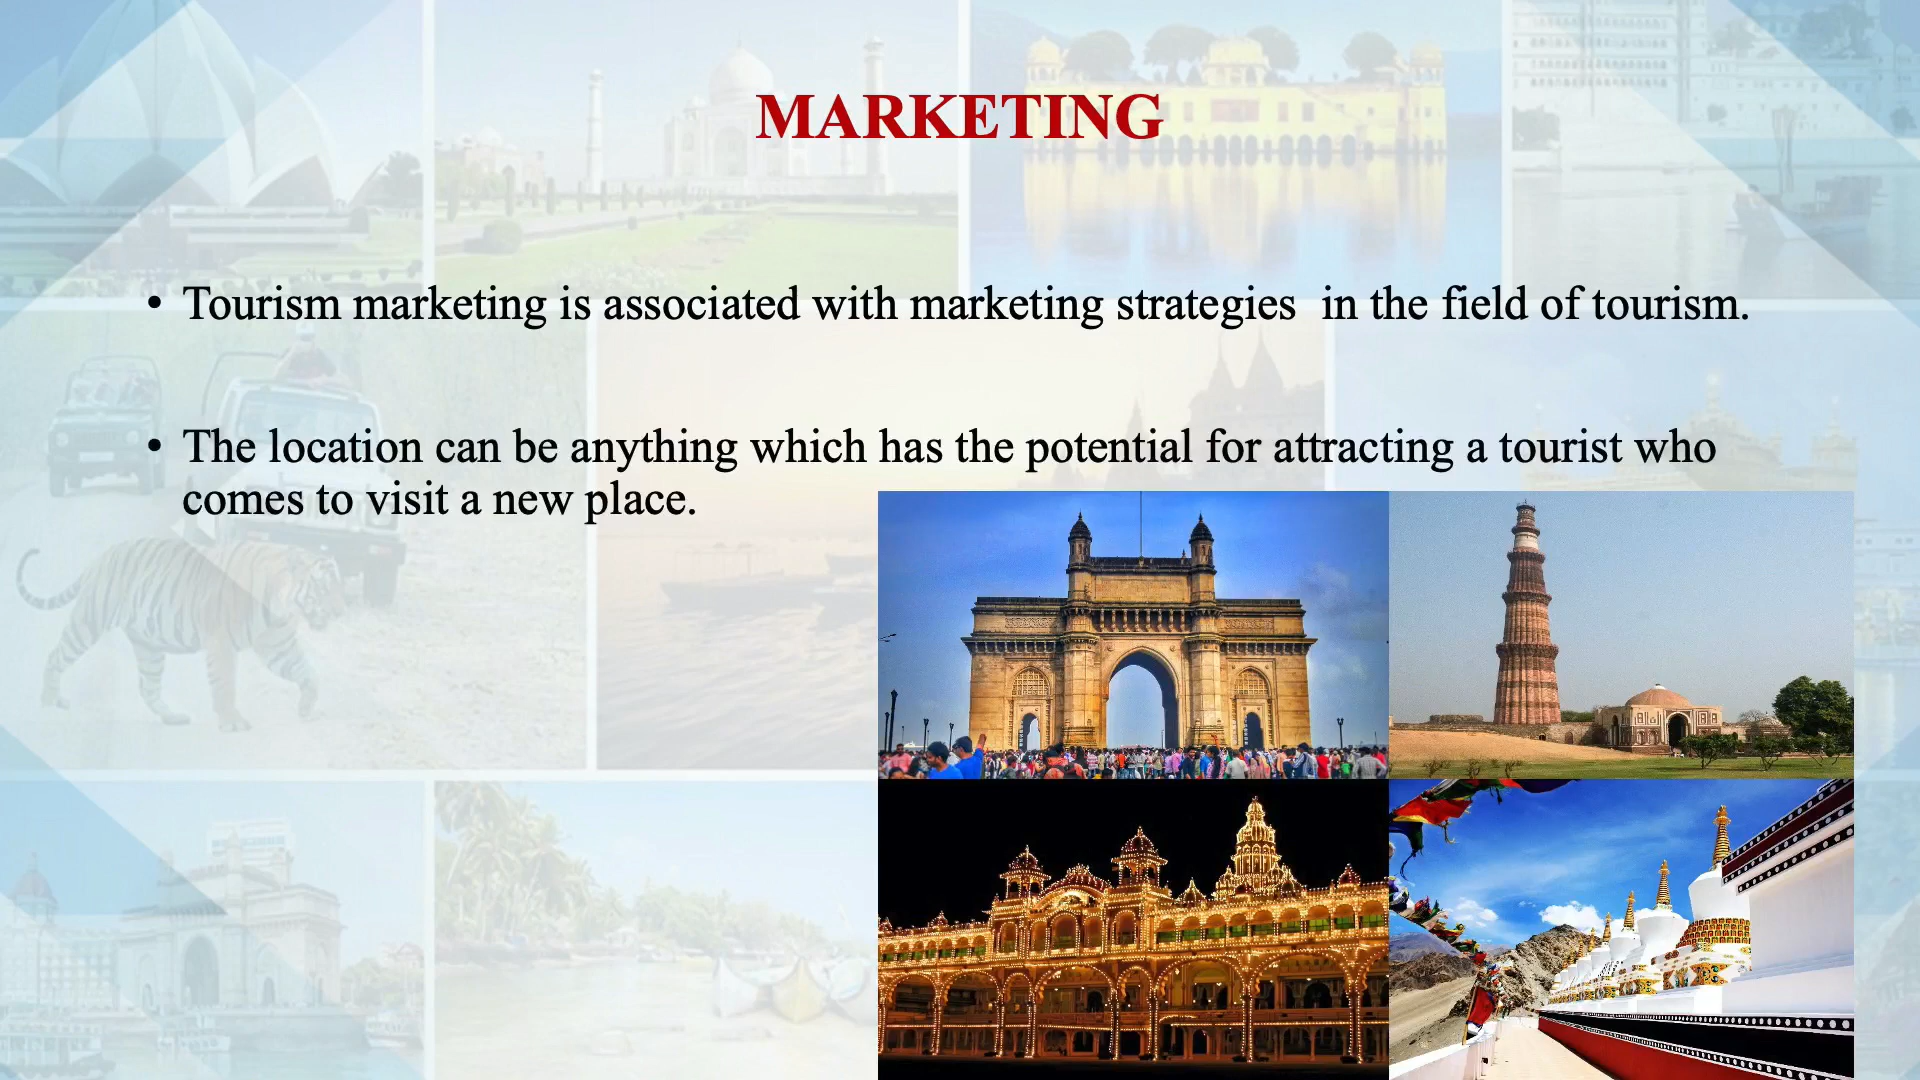 MARKETING
• Tourism marketing is associated with marketing strategies  in the field of tourism.
• The location can be anything which has the potential for attracting a tourist who
comes to visit a new place.